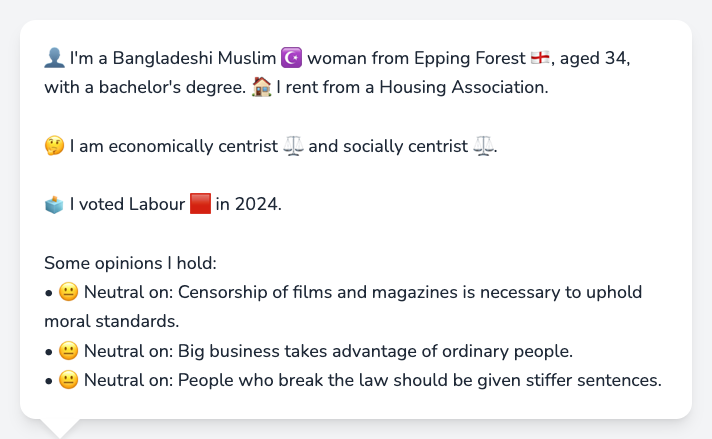 👤 I'm a Bangladeshi Muslim ☪️ woman from Epping Forest 🏴󠁧󠁢󠁥󠁮󠁧󠁿, aged 34,
with a bachelor's degree. 🏠 I rent from a Housing Association.
🤔 I am economically centrist ⚖️ and socially centrist ⚖️.
🗳️ I voted Labour 🟥 in 2024.
Some opinions I hold:
• 😐 Neutral on: Censorship of films and magazines is necessary to uphold
moral standards.
• 😐 Neutral on: Big business takes advantage of ordinary people.
• 😐 Neutral on: People who break the law should be given stiffer sentences.